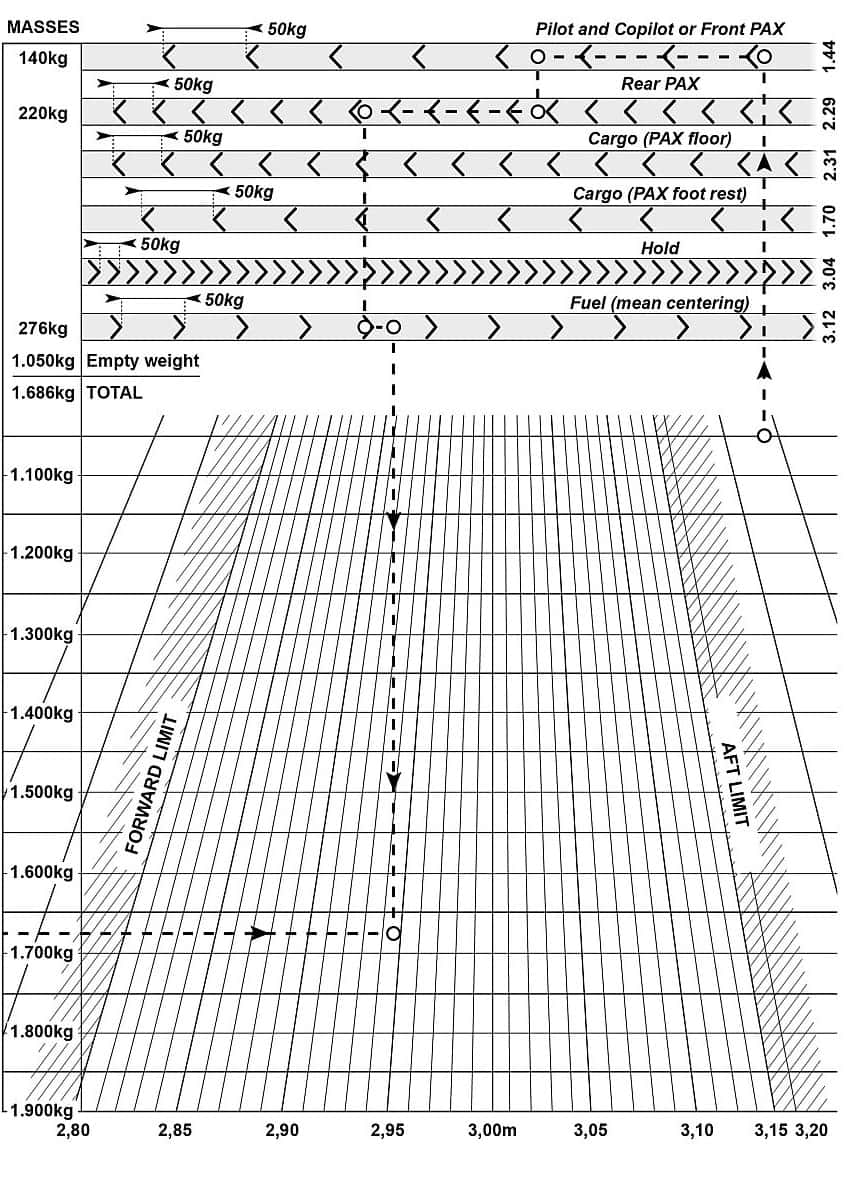 MASSES
50kg Pilot and Copilot or Front PAX
140kg 1.44
50kg Rear PAX
220kg 2.29
50kg Cargo (PAX floor)
2.31
50kg Cargo (PAX foot rest)
1.70
50kg Hold
3.04
50kg Fuel (mean centering)
276kg 3.12
1.050kg Empty weight
1.686kg TOTAL
1.100kg
1.200kg
1.300kg
1.400kg
FORWARD LIMIT
AFT LIMIT
1.500kg
1.600kg
1.700kg
1.800kg
1.900kg
2,80 2,85 2,90 2,95 3,00m 3,05 3,10 3,15 3,20